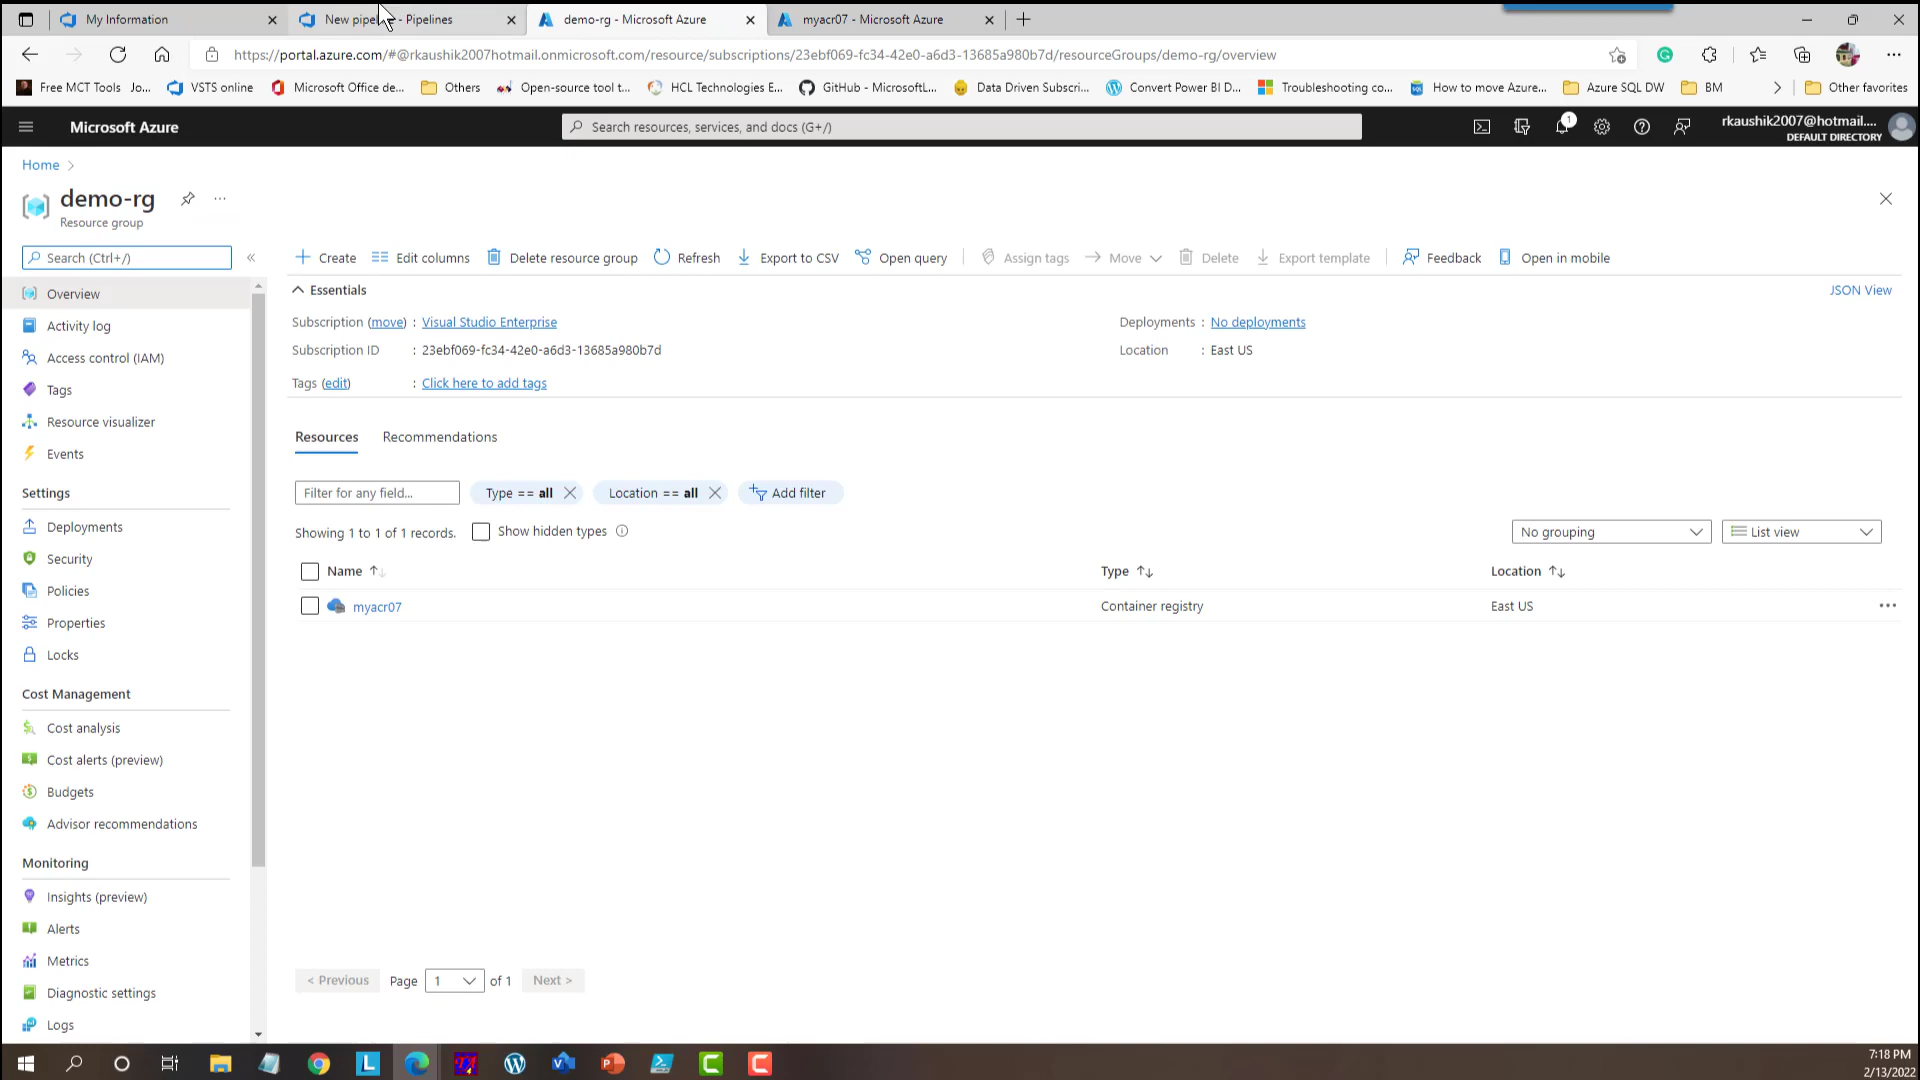 My Information
New pipeline - Pipelines
demo-rg - Microsoft Azure
myacr07 - Microsoft Azure
https://portal.azure.com/#@rkaushik2007hotmail.onmicrosoft.com/resource/subscriptions/23ebf069-fc34-42e0-a6d3-13685a980b7d/resourceGroups/demo-rg/overview
Free MCT Tools Jo...
VSTS online
Microsoft Office de...
Others
Open-source tool t...
HCL Technologies E...
GitHub - MicrosoftL...
Data Driven Subscri...
Convert Power BI D...
Troubleshooting co...
How to move Azure...
Azure SQL DW
BM
Other favorites
Microsoft Azure
Search resources, services, and docs (G+/)
1
rkaushik2007@hotmail....
DEFAULT DIRECTORY
Home
demo-rg
Resource group
Search (Ctrl+/)
Create
Edit columns
Delete resource group
Refresh
Export to CSV
Open query
Assign tags
Move
Delete
Export template
Feedback
Open in mobile
Overview
Activity log
Access control (IAM)
Tags
Resource visualizer
Events
Settings
Deployments
Security
Policies
Properties
Locks
Cost Management
Cost analysis
Cost alerts (preview)
Budgets
Advisor recommendations
Monitoring
Insights (preview)
Alerts
Metrics
Diagnostic settings
Logs
Essentials
JSON View
Subscription (move) : Visual Studio Enterprise
Deployments : No deployments
Subscription ID : 23ebf069-fc34-42e0-a6d3-13685a980b7d
Location : East US
Tags (edit) : Click here to add tags
Resources
Recommendations
Filter for any field...
Type == all
Location == all
Add filter
Showing 1 to 1 of 1 records.
Show hidden types
No grouping
List view
Name
Type
Location
myacr07
Container registry
East US
< Previous
Page 1 of 1
Next >
7:18 PM
2/13/2022